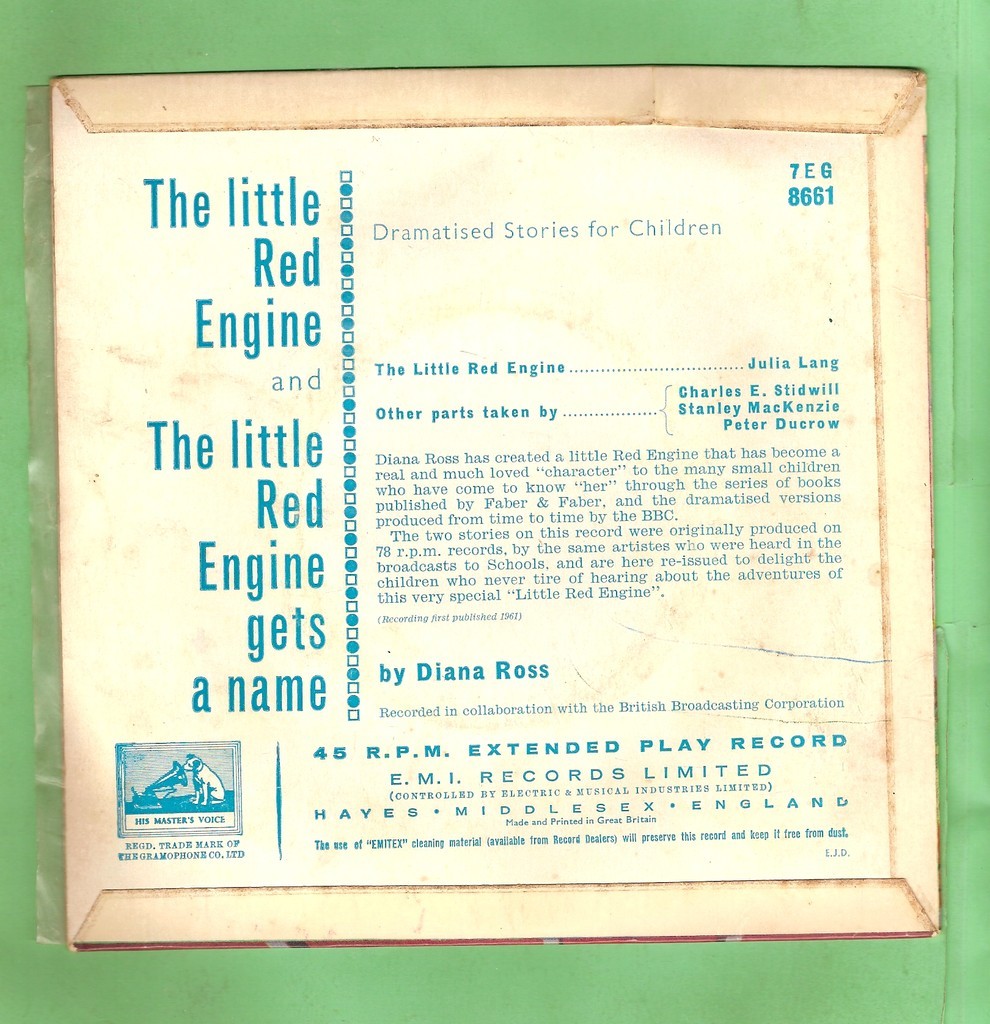 The little
Red
Engine
and
The little
Red
Engine
gets
a name
7EG
8661
Dramatised Stories for Children
The Little Red Engine .............................. Julia Lang
Other parts taken by .................. { Charles E. Stidwill
Stanley MacKenzie
Peter Ducrow
Diana Ross has created a little Red Engine that has become a
real and much loved "character" to the many small children
who have come to know "her" through the series of books
published by Faber & Faber, and the dramatised versions
produced from time to time by the BBC.
The two stories on this record were originally produced on
78 r.p.m. records, by the same artistes who were heard in the
broadcasts to Schools, and are here re-issued to delight the
children who never tire of hearing about the adventures of
this very special "Little Red Engine".
(Recording first published 1961)
by Diana Ross
Recorded in collaboration with the British Broadcasting Corporation
HIS MASTER'S VOICE
REGD. TRADE MARK OF
THE GRAMOPHONE CO. LTD
45 R.P.M. EXTENDED PLAY RECORD
E.M.I. RECORDS LIMITED
(CONTROLLED BY ELECTRIC & MUSICAL INDUSTRIES LIMITED)
HAYES • MIDDLESEX • ENGLAND
Made and Printed in Great Britain
The use of "EMITEX" cleaning material (available from Record Dealers) will preserve this record and keep it free from dust.
E.J.D.